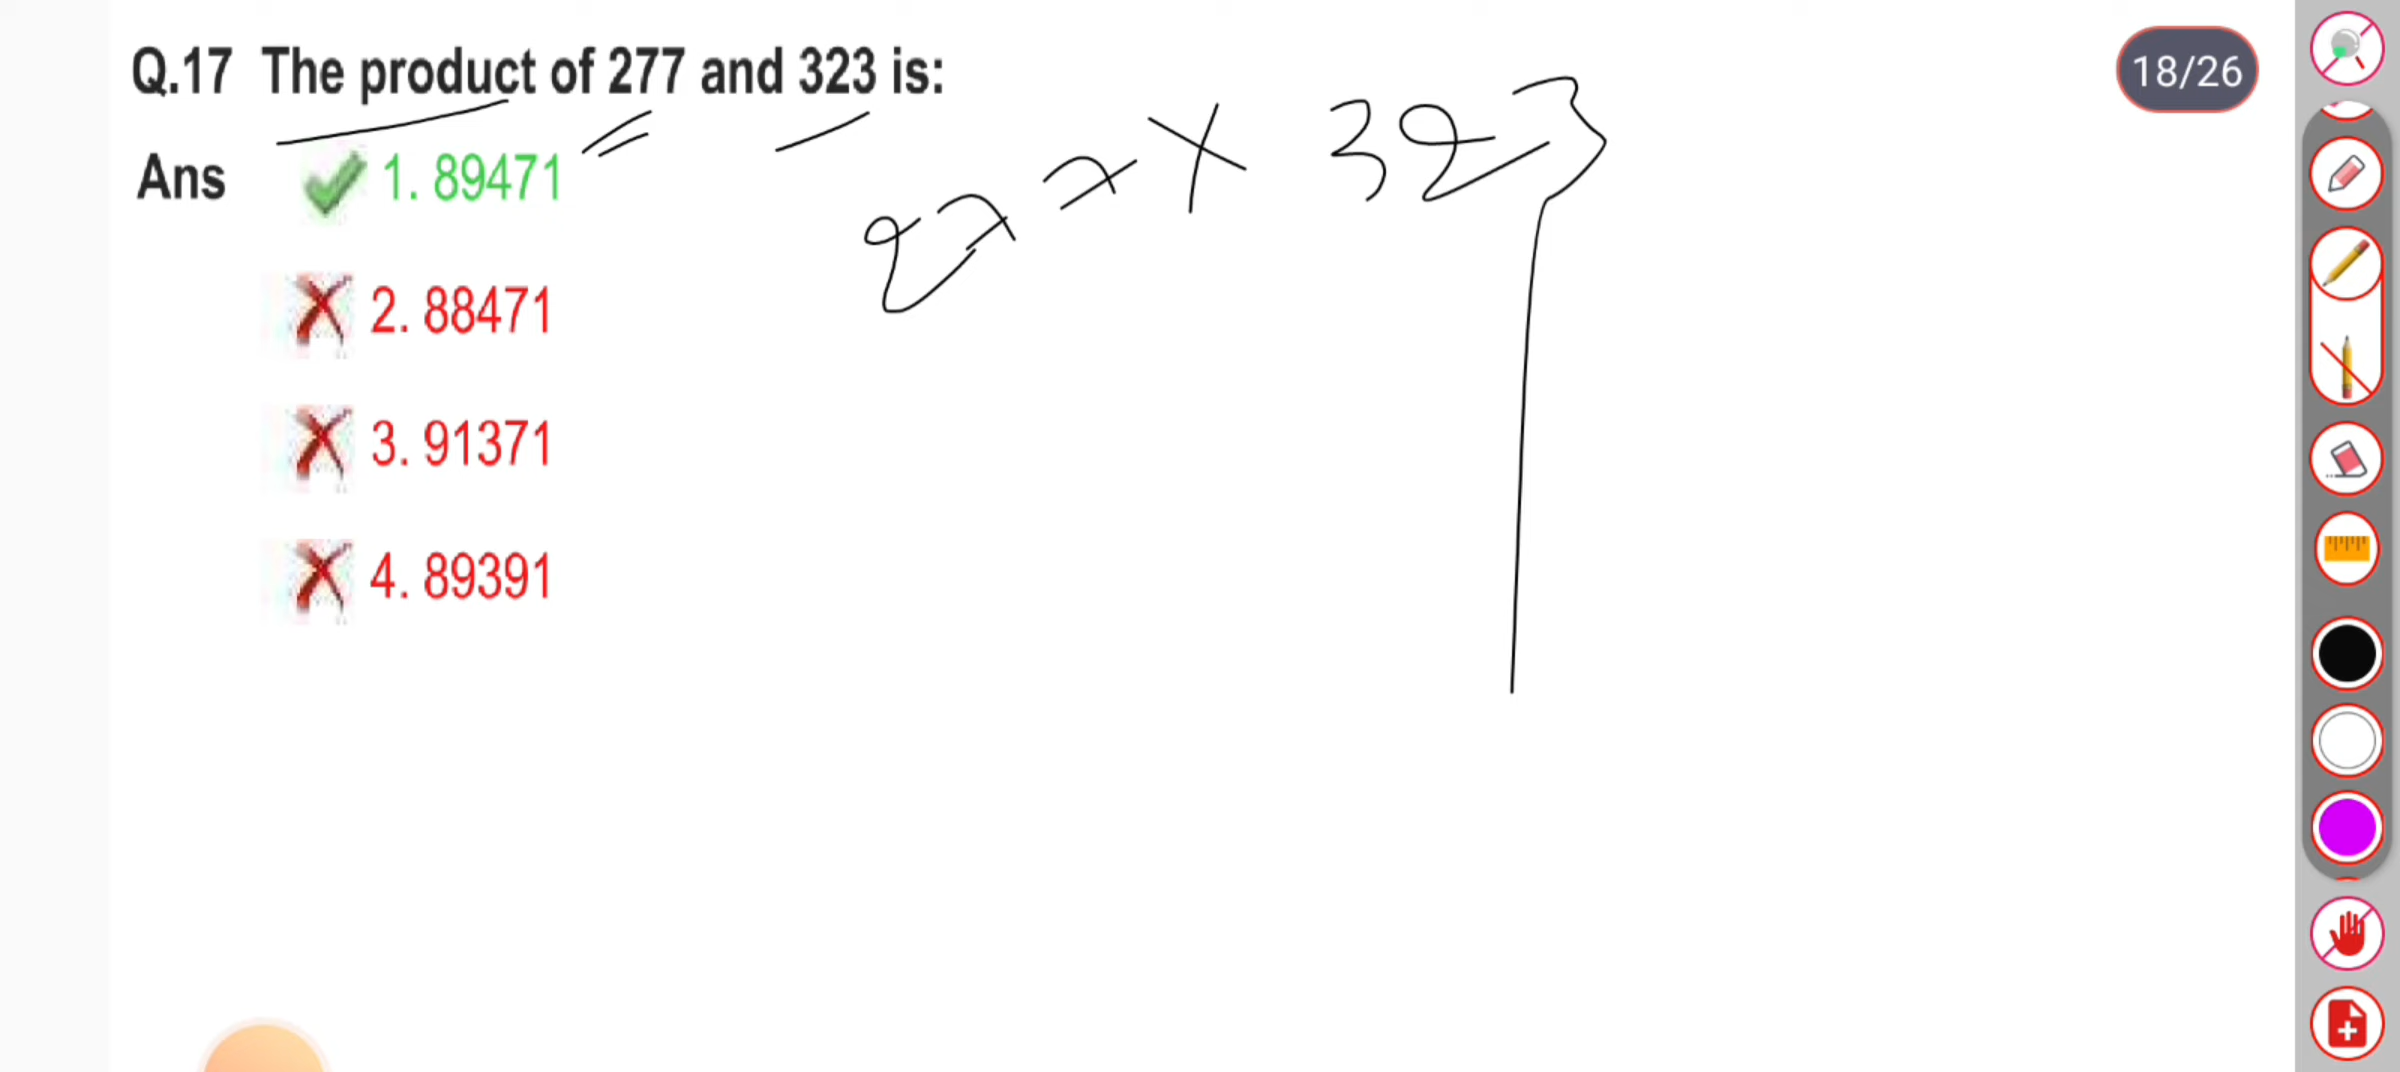 Q.17 The product of 277 and 323 is:
18/26
Ans 1. 89471
277 X 323
2. 88471
3. 91371
4. 89391